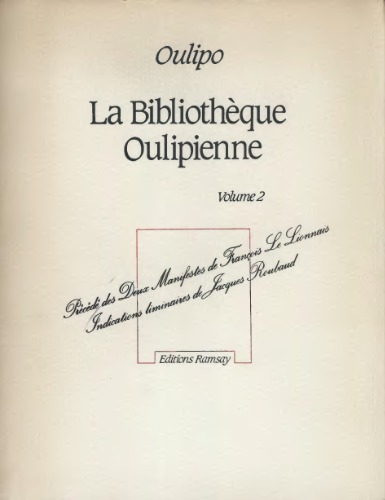 Oulipo
La Bibliothèque
Oulipienne
Volume 2
Précédé des Deux Manifestes de François Le Lionnais
Indications liminaires de Jacques Roubaud
Editions Ramsay